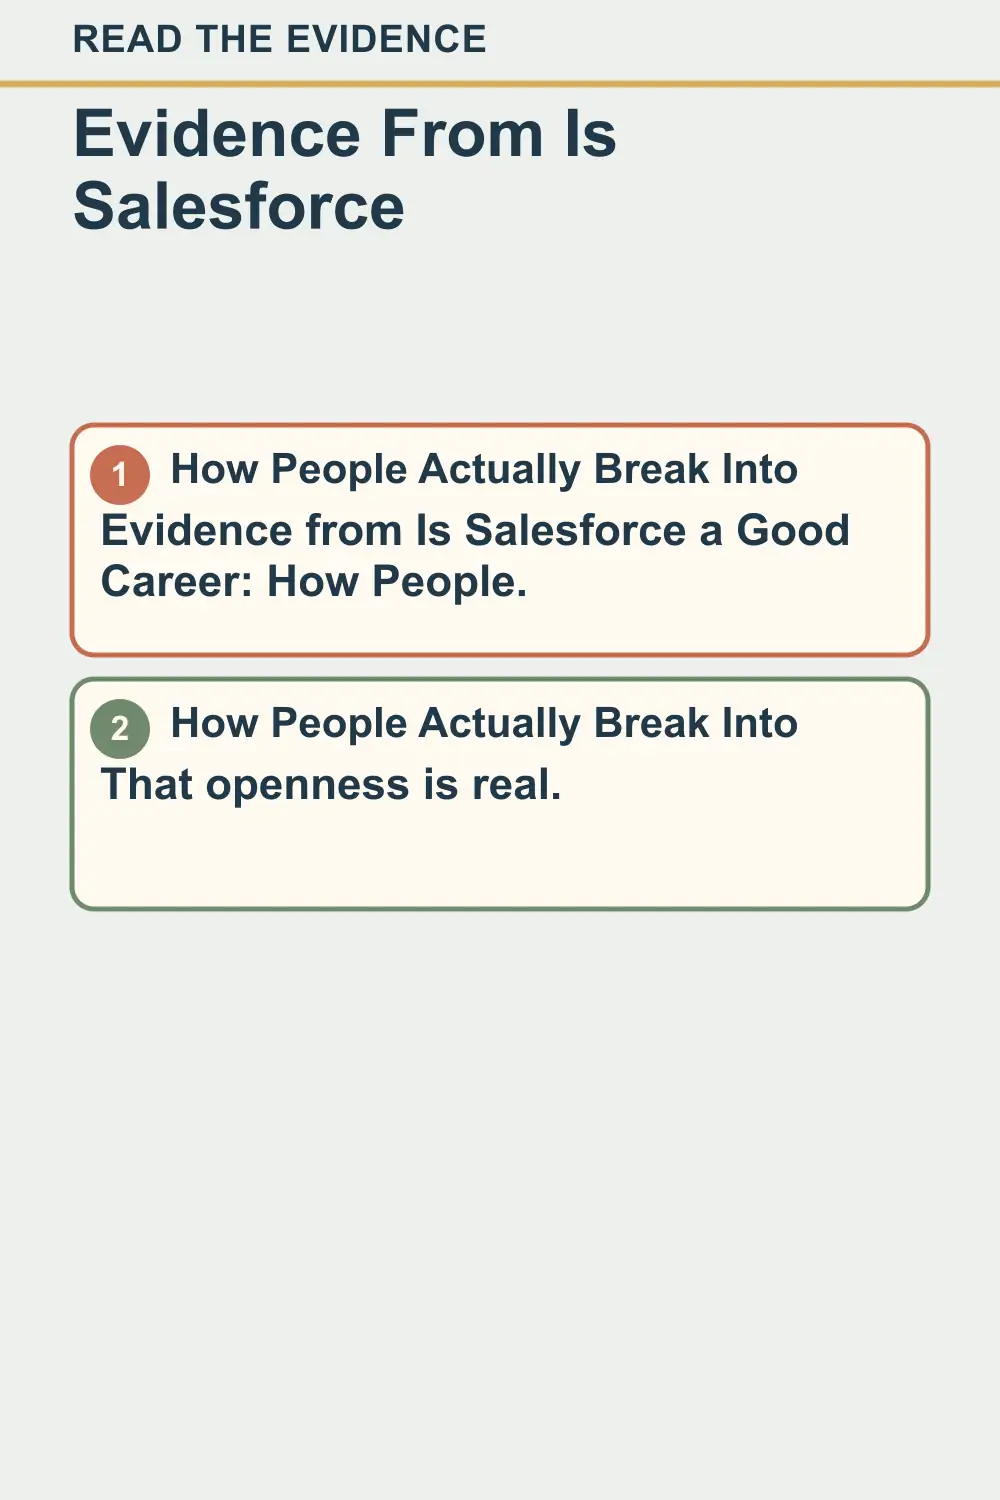 READ THE EVIDENCE
Evidence From Is
Salesforce
1 How People Actually Break Into
Evidence from Is Salesforce a Good
Career: How People.
2 How People Actually Break Into
That openness is real.